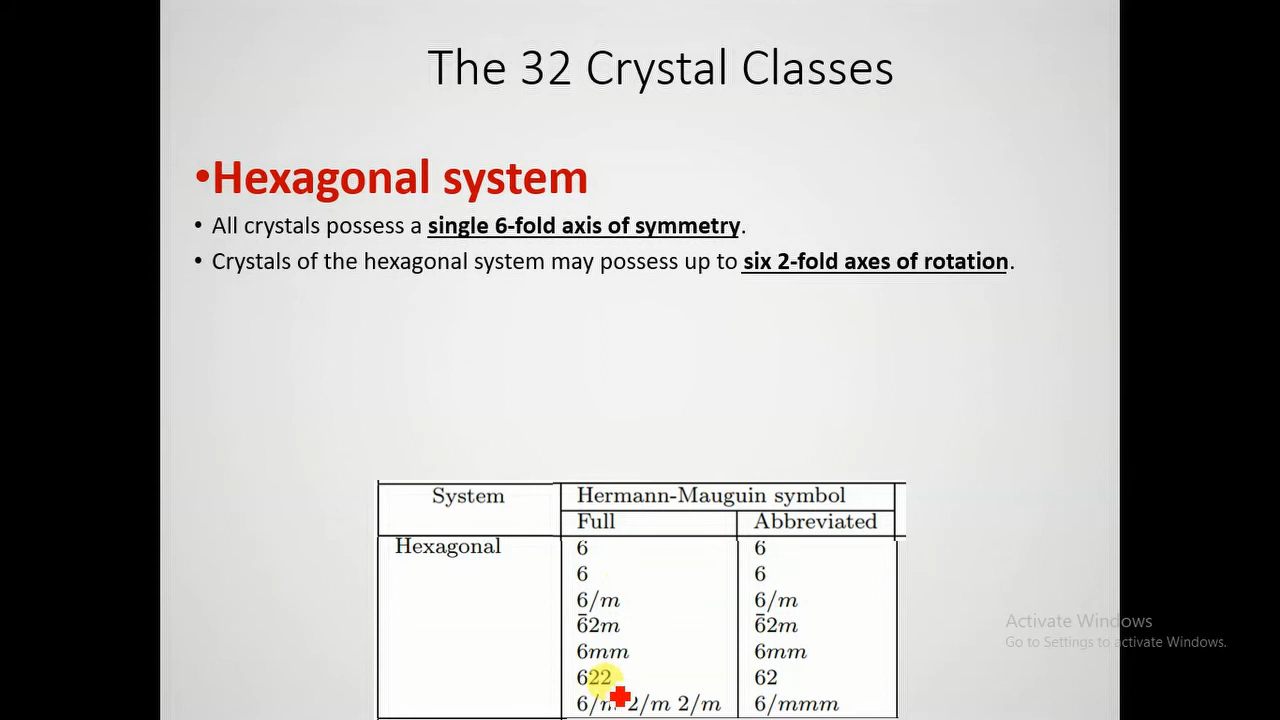 The 32 Crystal Classes
•Hexagonal system
• All crystals possess a single 6-fold axis of symmetry.
• Crystals of the hexagonal system may possess up to six 2-fold axes of rotation.
System Hermann-Mauguin symbol
Full Abbreviated
Hexagonal 6 6
6 6
6/m 6/m
6̄2m 6̄2m
6mm 6mm
622 62
6/m 2/m 2/m 6/mmm
Activate Windows
Go to Settings to activate Windows.